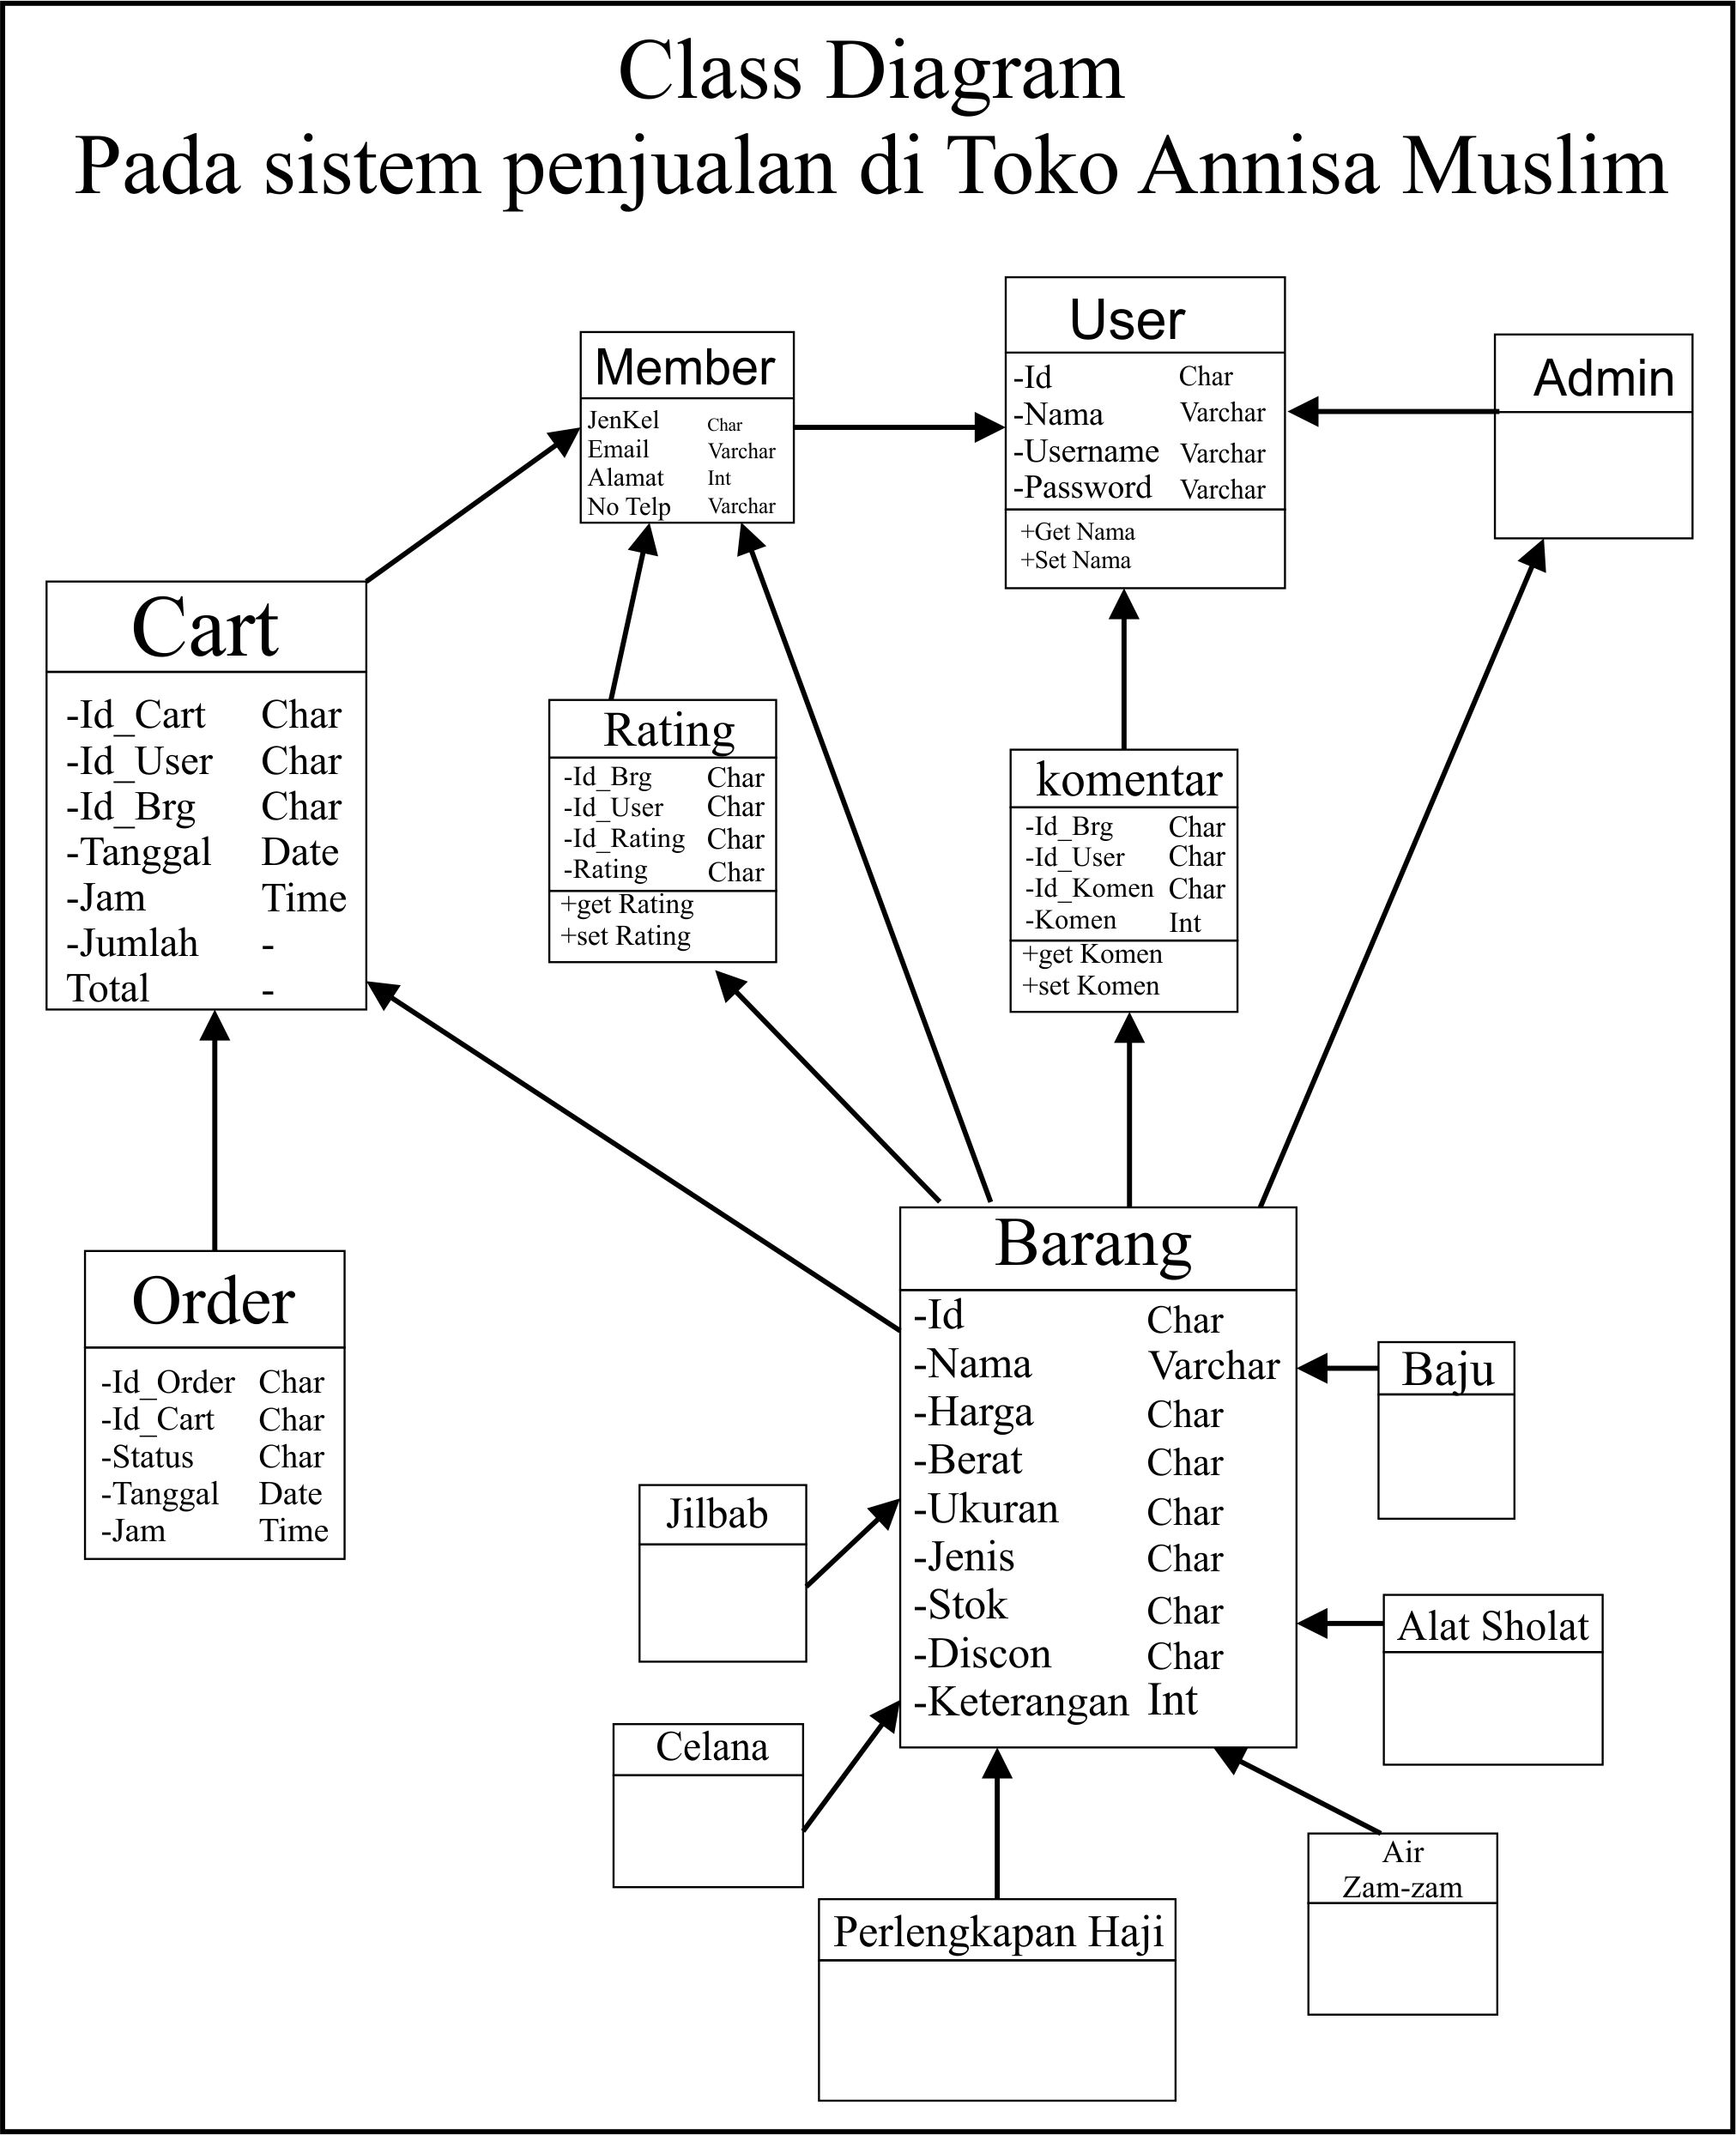 Class Diagram
Pada sistem penjualan di Toko Annisa Muslim
Member
JenKel Char
Email Varchar
Alamat Int
No Telp Varchar
User
-Id Char
-Nama Varchar
-Username Varchar
-Password Varchar
+Get Nama
+Set Nama
Admin
Cart
-Id_Cart Char
-Id_User Char
-Id_Brg Char
-Tanggal Date
-Jam Time
-Jumlah -
Total -
Rating
-Id_Brg Char
-Id_User Char
-Id_Rating Char
-Rating Char
+get Rating
+set Rating
komentar
-Id_Brg Char
-Id_User Char
-Id_Komen Char
-Komen Int
+get Komen
+set Komen
Order
-Id_Order Char
-Id_Cart Char
-Status Char
-Tanggal Date
-Jam Time
Barang
-Id Char
-Nama Varchar
-Harga Char
-Berat Char
-Ukuran Char
-Jenis Char
-Stok Char
-Discon Char
-Keterangan Int
Baju
Jilbab
Alat Sholat
Celana
Air
Zam-zam
Perlengkapan Haji